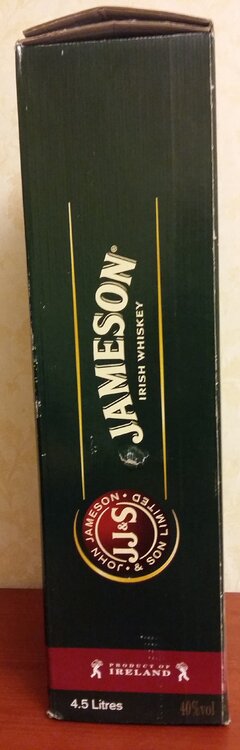 JAMESON®
IRISH WHISKEY
JOHN JAMESON • & SON LIMITED •
JJ&S
PRODUCT OF
IRELAND
4.5 Litres
40%vol